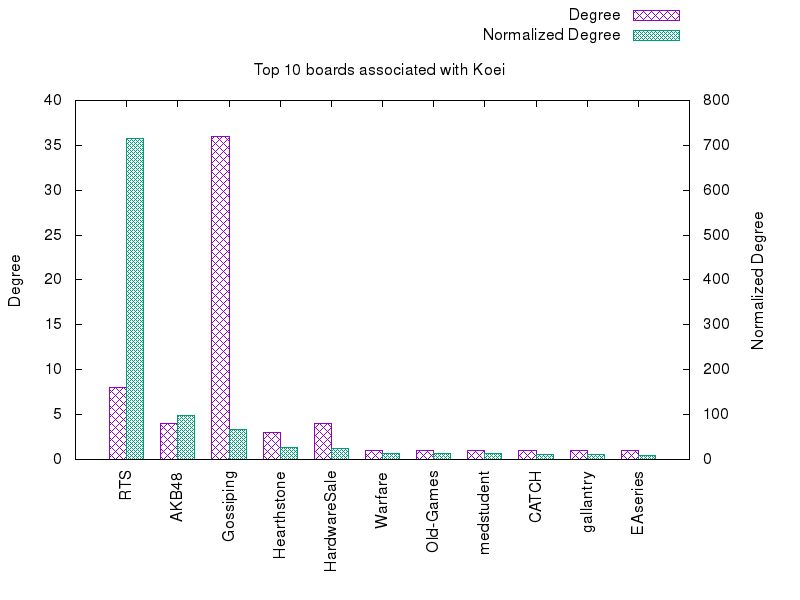 Degree
Normalized Degree
Top 10 boards associated with Koei
40 800
35 700
30 600
25 500
20 400
15 300
10 200
5 100
0 0
Degree
Normalized Degree
RTS
AKB48
Gossiping
Hearthstone
HardwareSale
Warfare
Old-Games
medstudent
CATCH
gallantry
EAseries